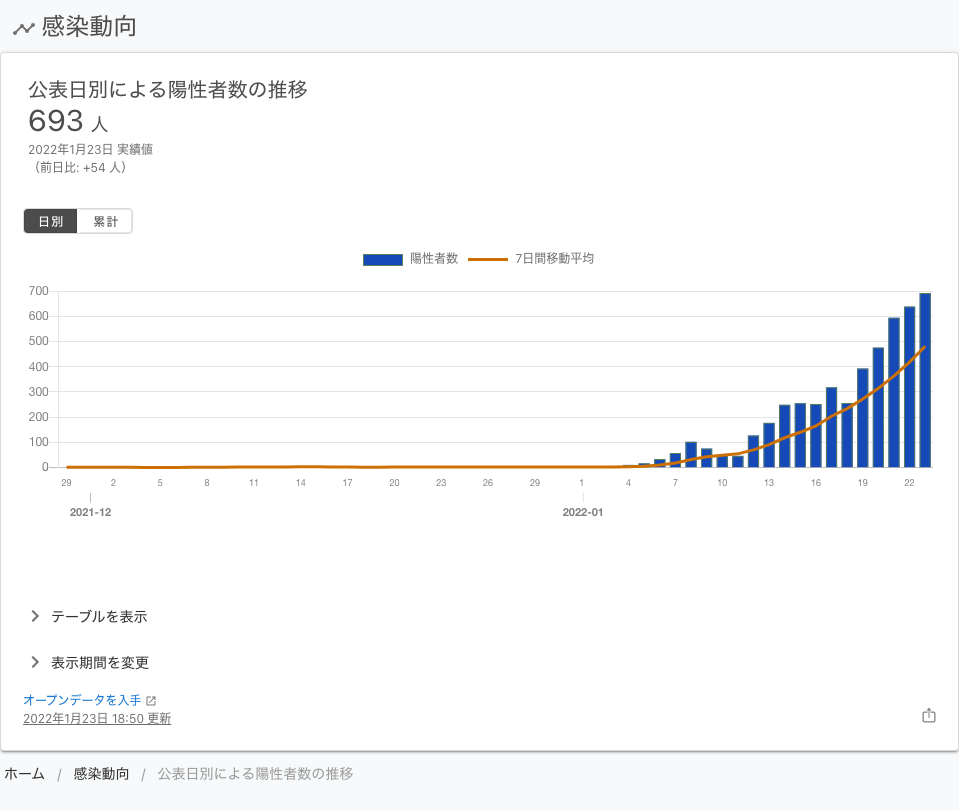 感染動向
公表日別による陽性者数の推移
693 人
2022年1月23日 実績値
（前日比: +54 人）
日別 累計
陽性者数 7日間移動平均
700
600
500
400
300
200
100
0
29 2 5 8 11 14 17 20 23 26 29 1 4 7 10 13 16 19 22
2021-12 2022-01
テーブルを表示
表示期間を変更
オープンデータを入手
2022年1月23日 18:50 更新
ホーム / 感染動向 / 公表日別による陽性者数の推移